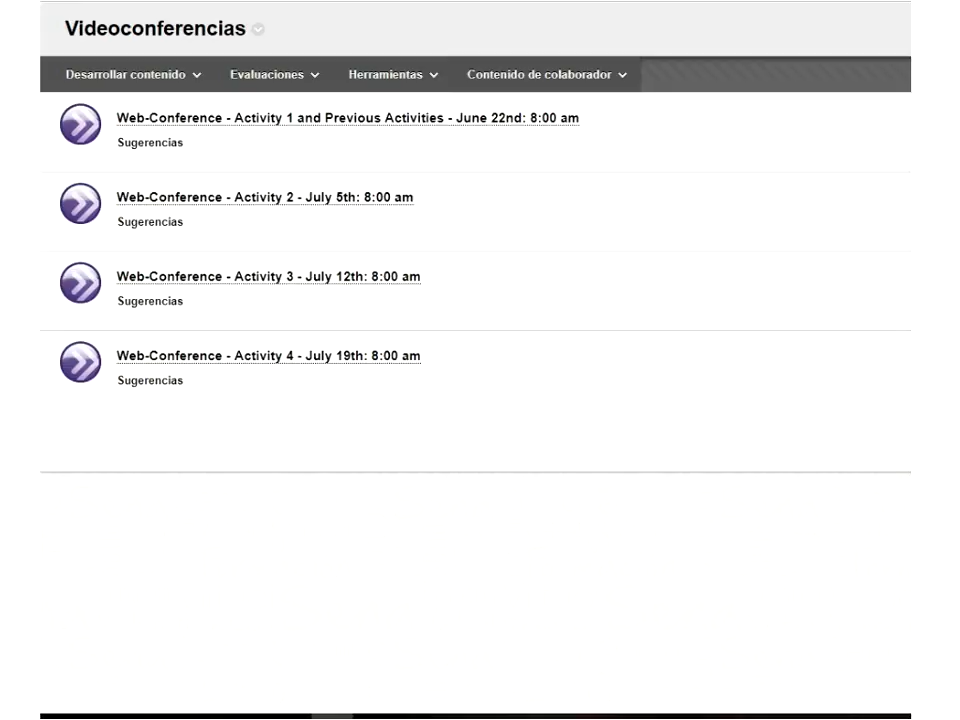 Videoconferencias
Desarrollar contenido Evaluaciones Herramientas Contenido de colaborador
Web-Conference - Activity 1 and Previous Activities - June 22nd: 8:00 am
Sugerencias
Web-Conference - Activity 2 - July 5th: 8:00 am
Sugerencias
Web-Conference - Activity 3 - July 12th: 8:00 am
Sugerencias
Web-Conference - Activity 4 - July 19th: 8:00 am
Sugerencias